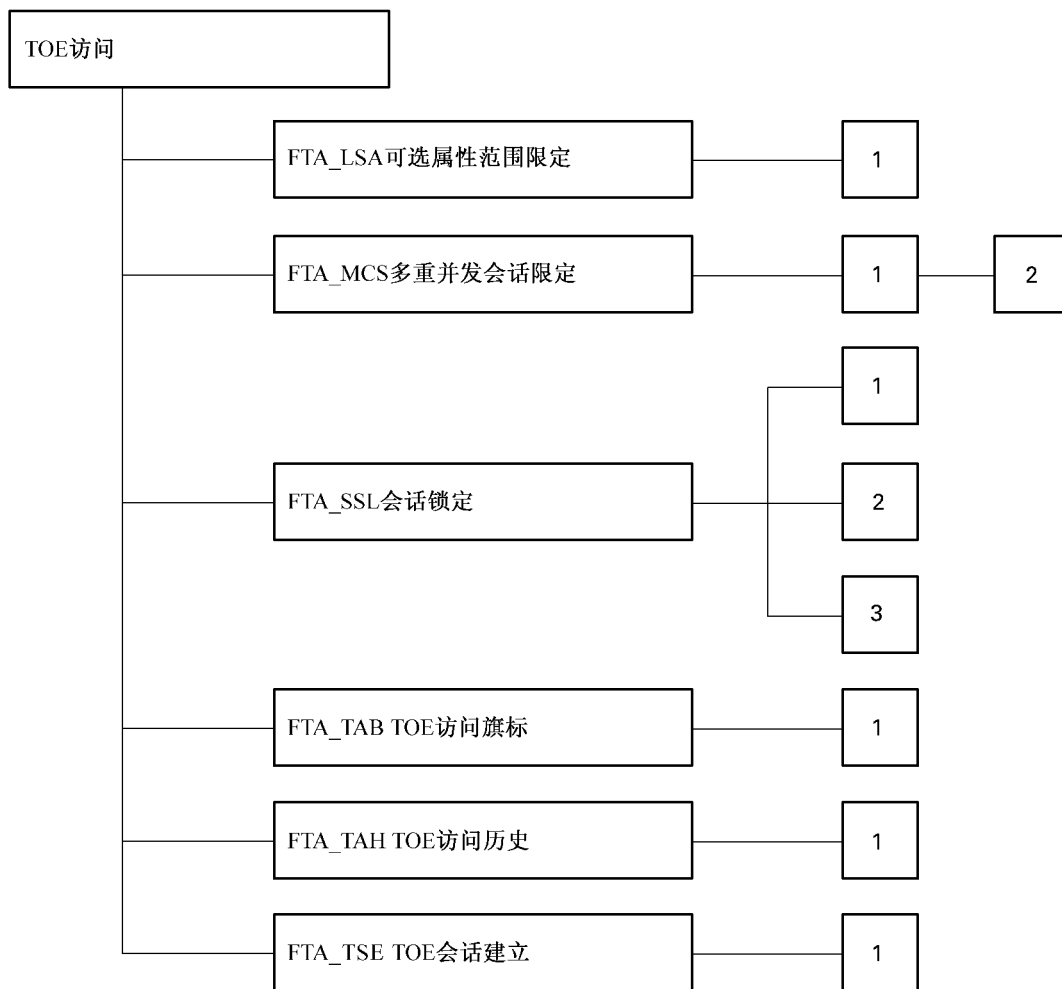 TOE访问
FTA_LSA可选属性范围限定
1
FTA_MCS多重并发会话限定
1
2
1
FTA_SSL会话锁定
2
3
FTA_TAB TOE访问旗标
1
FTA_TAH TOE访问历史
1
FTA_TSE TOE会话建立
1